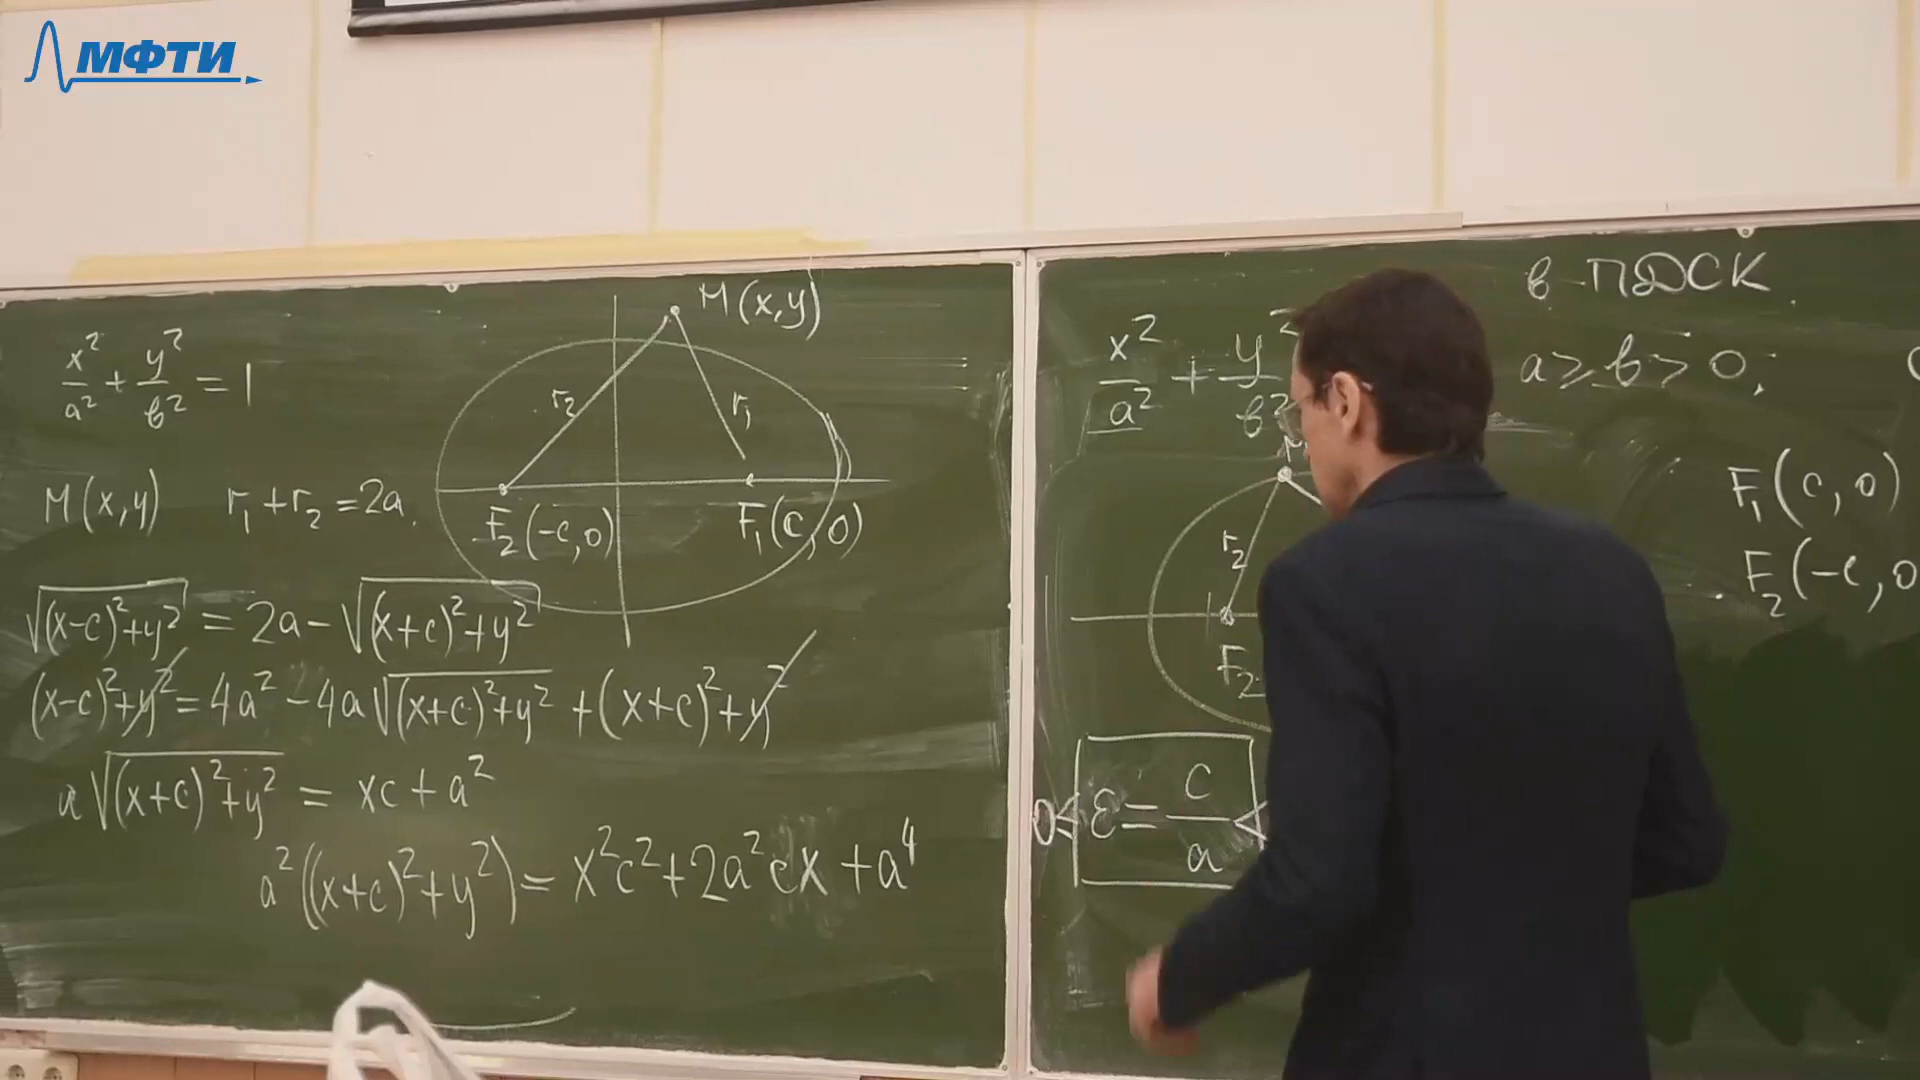 МФТИ
x²/a² + y²/b² = 1
M(x,y)
r₂
r₁
F₂(-c,0)
F₁(c,0)
M(x,y) r₁+r₂=2a.
√((x-c)²+y²) = 2a - √((x+c)²+y²)
(x-c)²+y² = 4a² - 4a√((x+c)²+y²) + (x+c)²+y²
a√((x+c)²+y²) = xc + a²
a²((x+c)²+y²) = x²c² + 2a²cx + a⁴
в ПДСК.
x²/a² + y²/b²
a ⩾ b > 0;
F₁(c,0)
F₂(-c,0
r₂
F₂
0< ε = c/a <